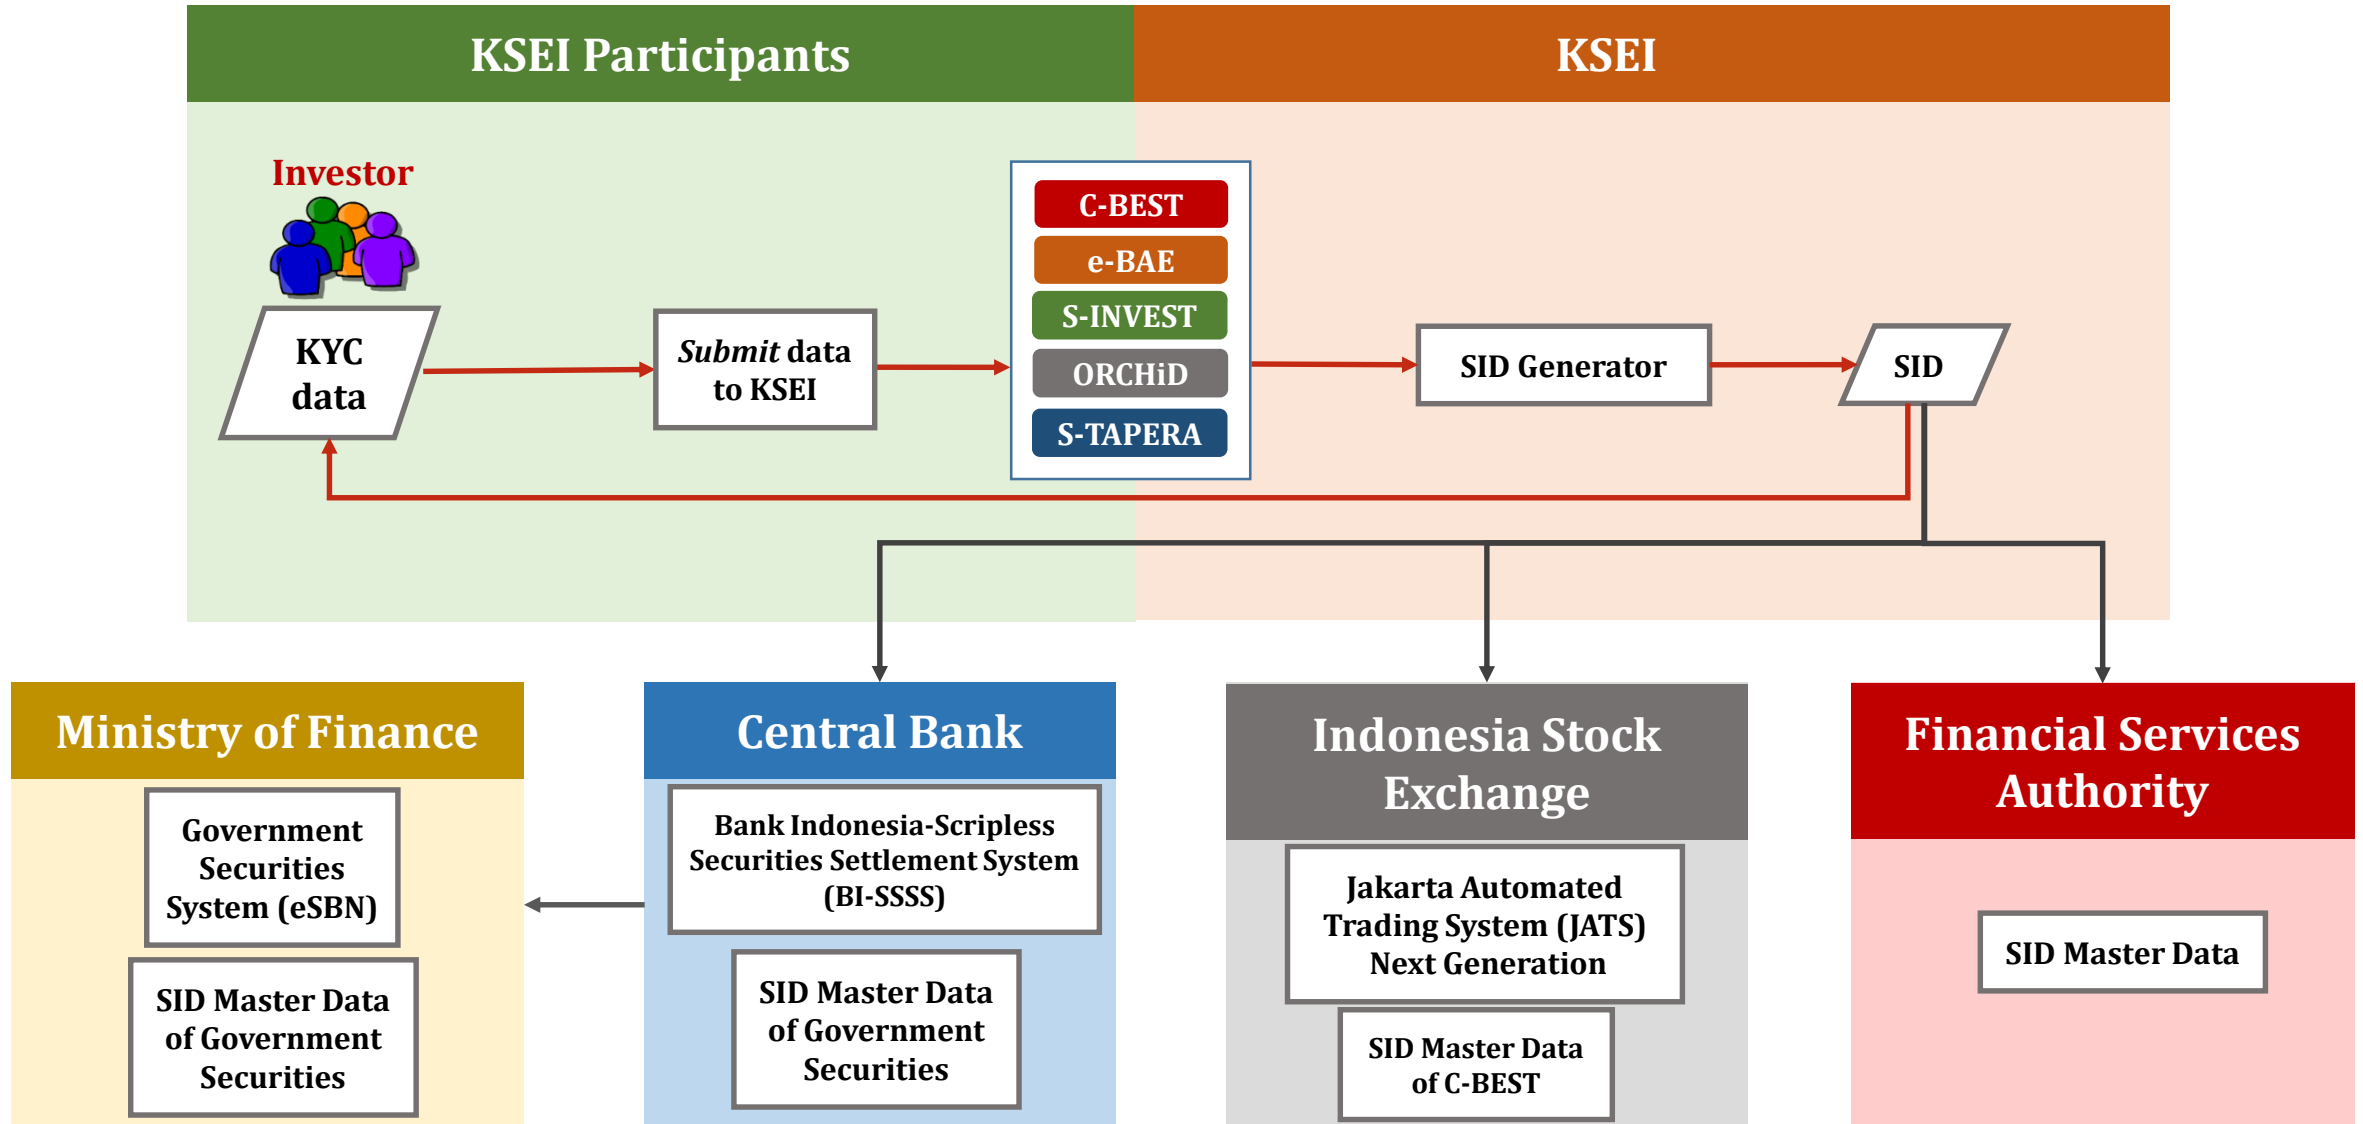 KSEI Participants
KSEI
Investor
KYC
data
Submit data
to KSEI
C-BEST
e-BAE
S-INVEST
ORCHiD
S-TAPERA
SID Generator
SID
Ministry of Finance
Government
Securities
System (eSBN)
SID Master Data
of Government
Securities
Central Bank
Bank Indonesia-Scripless
Securities Settlement System
(BI-SSSS)
SID Master Data
of Government
Securities
Indonesia Stock
Exchange
Jakarta Automated
Trading System (JATS)
Next Generation
SID Master Data
of C-BEST
Financial Services
Authority
SID Master Data